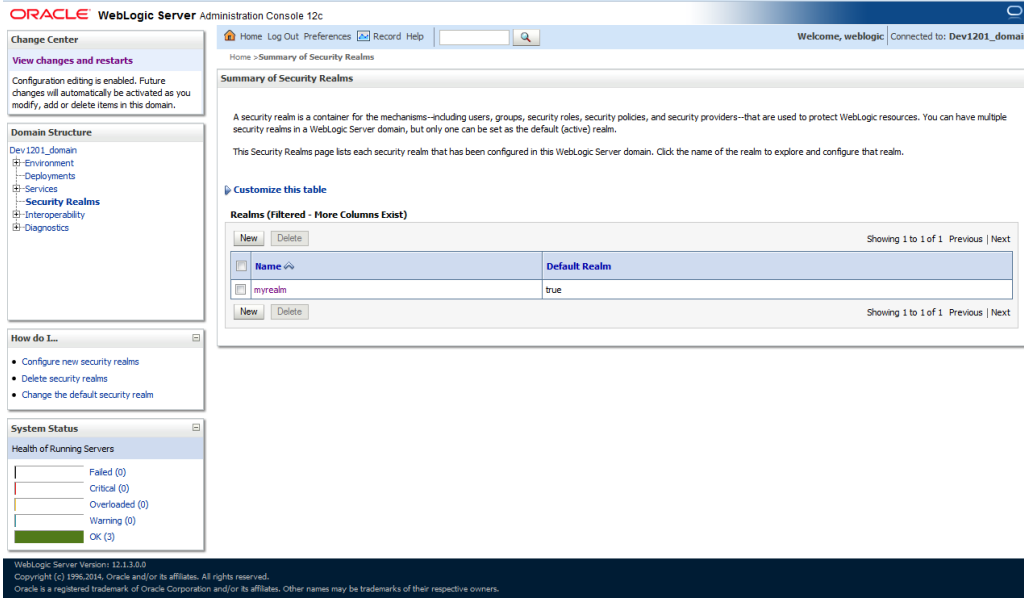 ORACLE WebLogic Server Administration Console 12c
Change Center
View changes and restarts
Configuration editing is enabled. Future
changes will automatically be activated as you
modify, add or delete items in this domain.
Domain Structure
Dev1201_domain
Environment
Deployments
Services
Security Realms
Interoperability
Diagnostics
How do I...
Configure new security realms
Delete security realms
Change the default security realm
System Status
Health of Running Servers
Failed (0)
Critical (0)
Overloaded (0)
Warning (0)
OK (3)
Home Log Out Preferences Record Help
Welcome, weblogic Connected to: Dev1201_domai
Home >Summary of Security Realms
Summary of Security Realms
A security realm is a container for the mechanisms--including users, groups, security roles, security policies, and security providers--that are used to protect WebLogic resources. You can have multiple
security realms in a WebLogic Server domain, but only one can be set as the default (active) realm.
This Security Realms page lists each security realm that has been configured in this WebLogic Server domain. Click the name of the realm to explore and configure that realm.
Customize this table
Realms (Filtered - More Columns Exist)
New Delete Showing 1 to 1 of 1 Previous | Next
Name Default Realm
myrealm true
New Delete Showing 1 to 1 of 1 Previous | Next
WebLogic Server Version: 12.1.3.0.0
Copyright (c) 1996,2014, Oracle and/or its affiliates. All rights reserved.
Oracle is a registered trademark of Oracle Corporation and/or its affiliates. Other names may be trademarks of their respective owners.